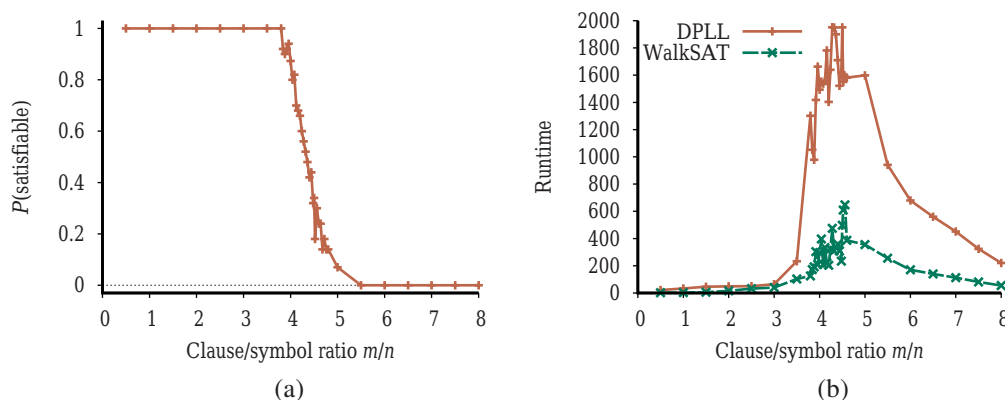 1
0.8
0.6
0.4
0.2
0
P(satisfiable)
0 1 2 3 4 5 6 7 8
Clause/symbol ratio m/n
(a)
2000
1800
1600
1400
1200
1000
800
600
400
200
0
Runtime
DPLL
WalkSAT
0 1 2 3 4 5 6 7 8
Clause/symbol ratio m/n
(b)